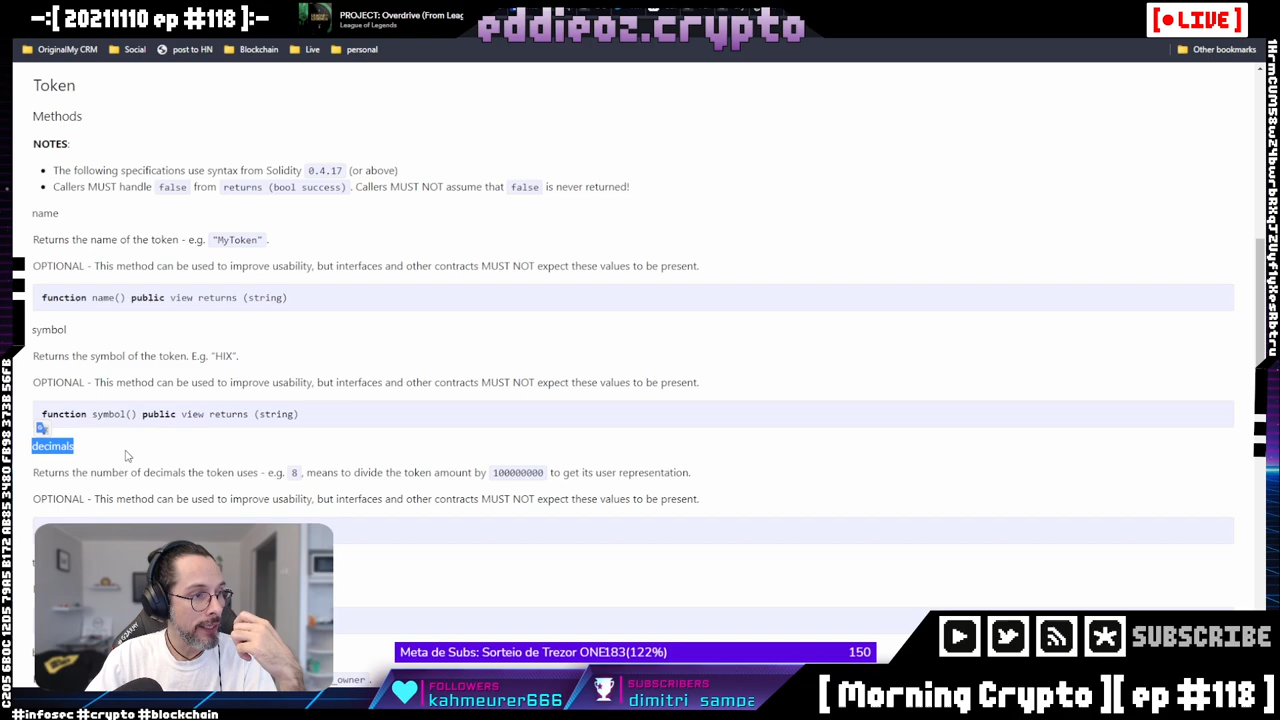 -:[ 20211110 ep #118 ]:-
PROJECT: Overdrive (From Leag
League of Legends
eddieoz.crypto
[•LIVE]
OriginalMy CRM
Social
post to HN
Blockchain
Live
personal
Other bookmarks
Token
Methods
NOTES:
• The following specifications use syntax from Solidity 0.4.17 (or above)
• Callers MUST handle false from returns (bool success). Callers MUST NOT assume that false is never returned!
name
Returns the name of the token - e.g. "MyToken".
OPTIONAL - This method can be used to improve usability, but interfaces and other contracts MUST NOT expect these values to be present.
function name() public view returns (string)
symbol
Returns the symbol of the token. E.g. “HIX”.
OPTIONAL - This method can be used to improve usability, but interfaces and other contracts MUST NOT expect these values to be present.
function symbol() public view returns (string)
decimals
Returns the number of decimals the token uses - e.g. 8, means to divide the token amount by 100000000 to get its user representation.
OPTIONAL - This method can be used to improve usability, but interfaces and other contracts MUST NOT expect these values to be present.
_owner.
Meta de Subs: Sorteio de Trezor ONE183(122%)
150
FOLLOWERS
kahmeurer666
SUBSCRIBERS
dimitri sampa
SUBSCRIBE
[ Morning Crypto ][ ep #118 ]
#infosec #crypto #blockchain